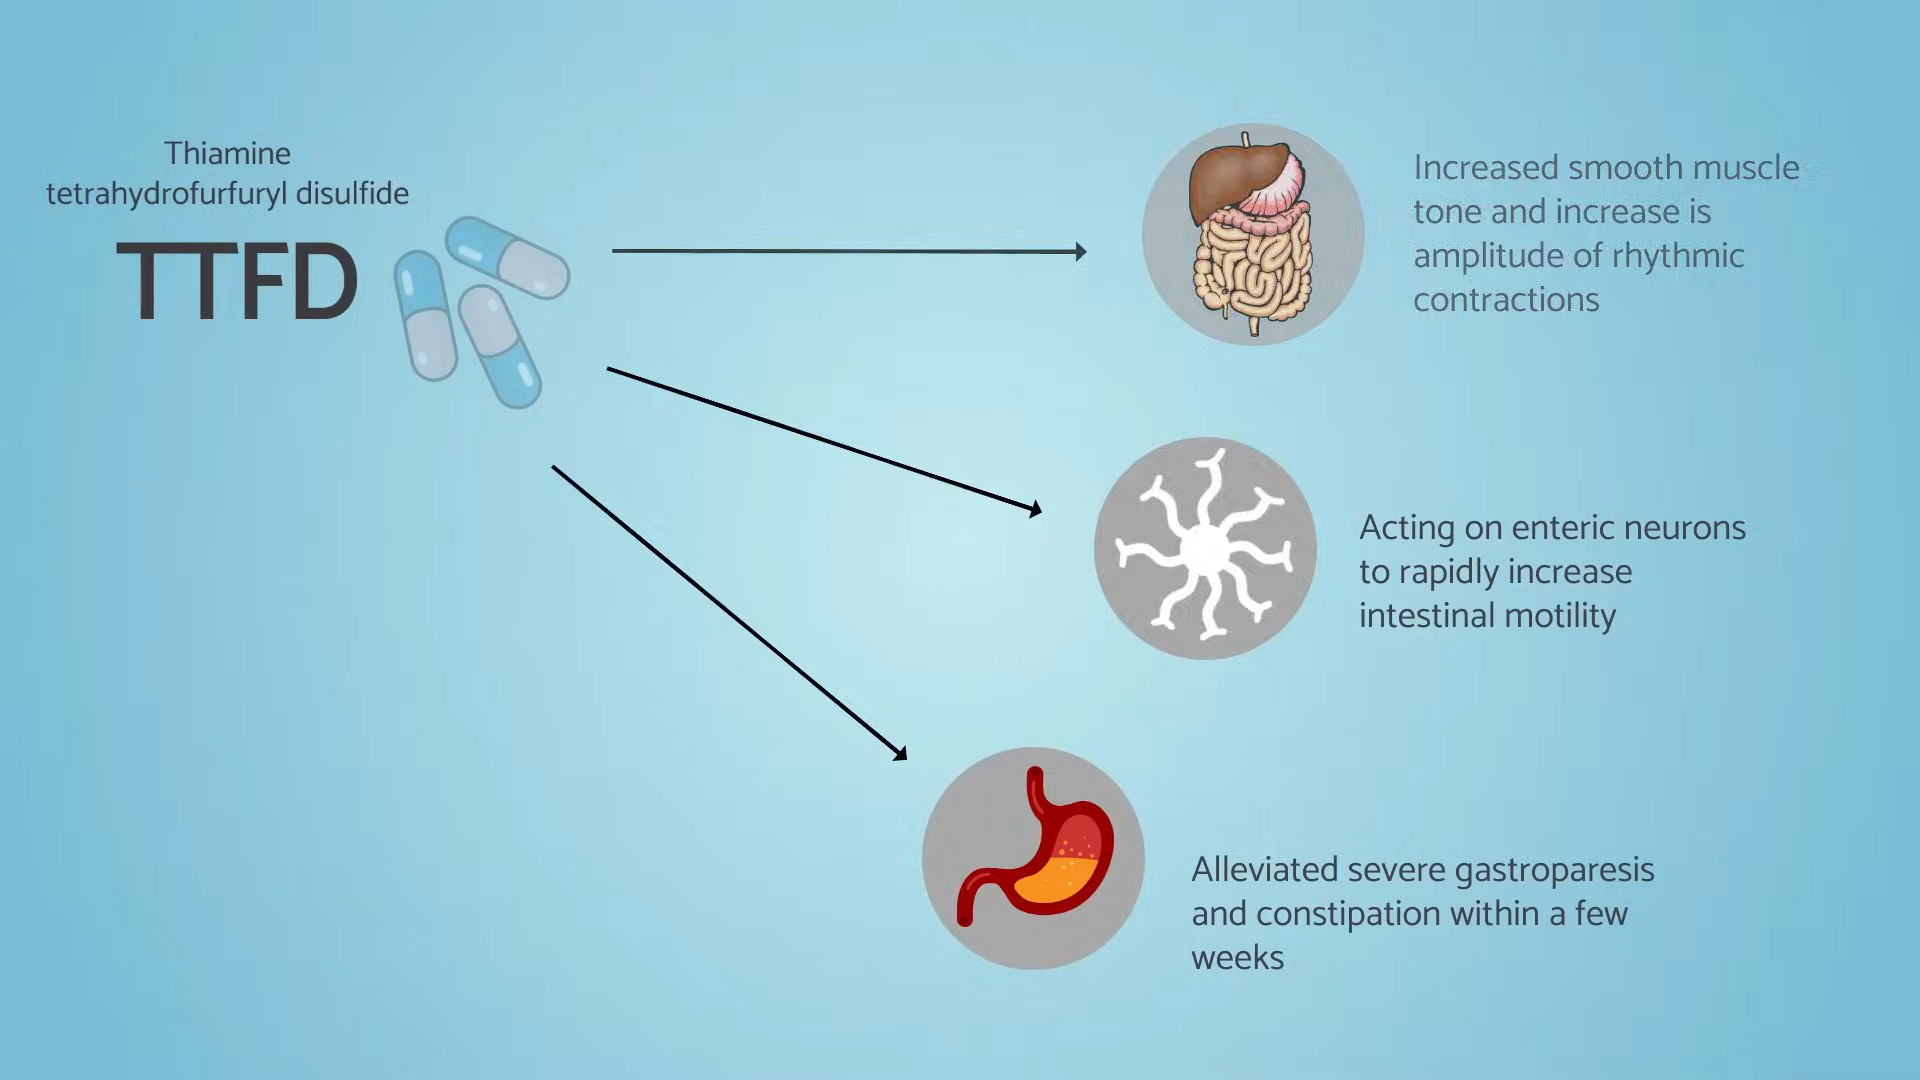 Thiamine
tetrahydrofurfuryl disulfide
TTFD
Increased smooth muscle
tone and increase is
amplitude of rhythmic
contractions
Acting on enteric neurons
to rapidly increase
intestinal motility
Alleviated severe gastroparesis
and constipation within a few
weeks